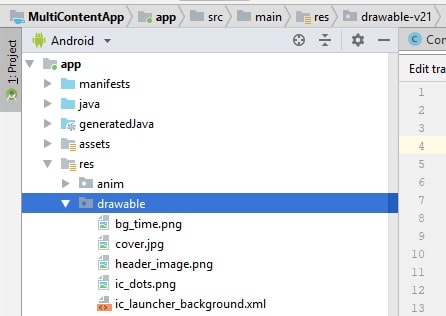 MultiContentApp app src main res drawable-v21
1: Project
Android
app
manifests
java
generatedJava
assets
res
anim
drawable
bg_time.png
cover.jpg
header_image.png
ic_dots.png
ic_launcher_background.xml
C Co
Edit tra
1
2
3
4
5
6
7
8
9
10
11
12
13